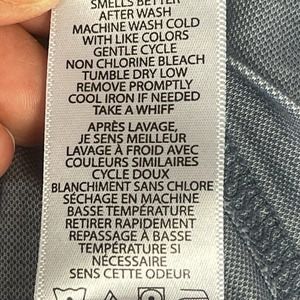 SMELLS BETTER
AFTER WASH
MACHINE WASH COLD
WITH LIKE COLORS
GENTLE CYCLE
NON CHLORINE BLEACH
TUMBLE DRY LOW
REMOVE PROMPTLY
COOL IRON IF NEEDED
TAKE A WHIFF
APRÈS LAVAGE,
JE SENS MEILLEUR
LAVAGE À FROID AVEC
COULEURS SIMILAIRES
CYCLE DOUX
BLANCHIMENT SANS CHLORE
SÉCHAGE EN MACHINE
BASSE TEMPÉRATURE
RETIRER RAPIDEMENT
REPASSAGE À BASSE
TEMPÉRATURE SI
NÉCESSAIRE
SENS CETTE ODEUR